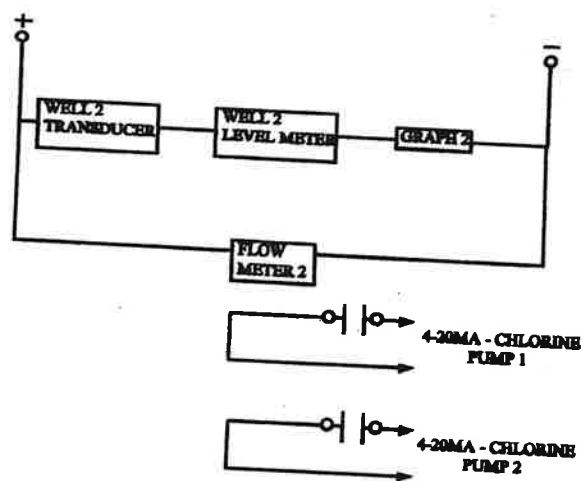 +
−
WELL 2
TRANSDUCER
WELL 2
LEVEL METER
GRAPH 2
FLOW
METER 2
4-20MA - CHLORINE
PUMP 1
4-20MA - CHLORINE
PUMP 2